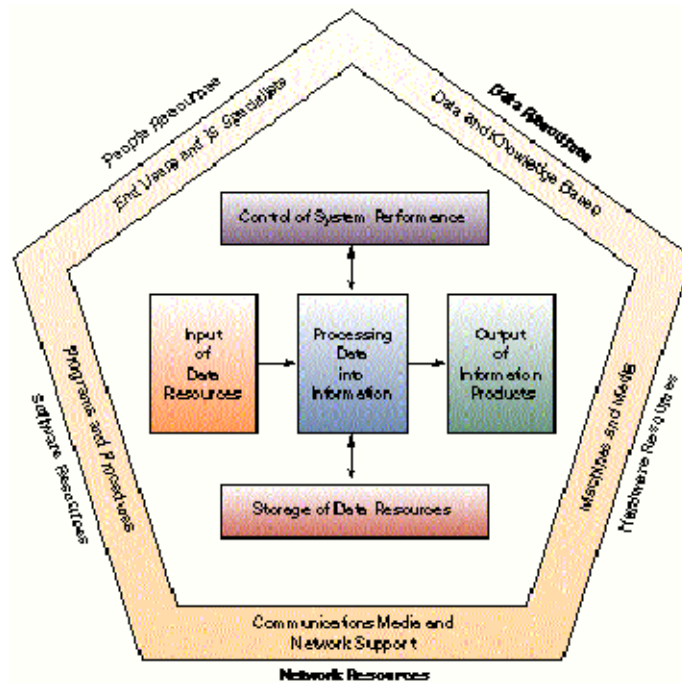 People Resources
End Users and IS Specialists
Data Resources
Data and Knowledge Bases
Control of System Performance
Input
of
Data
Resources
Processing
Data
into
Information
Output
of
Information
Products
Storage of Data Resources
Software Resources
Programs and Procedures
Machines and Media
Hardware Resources
Communications Media and
Network Support
Network Resources